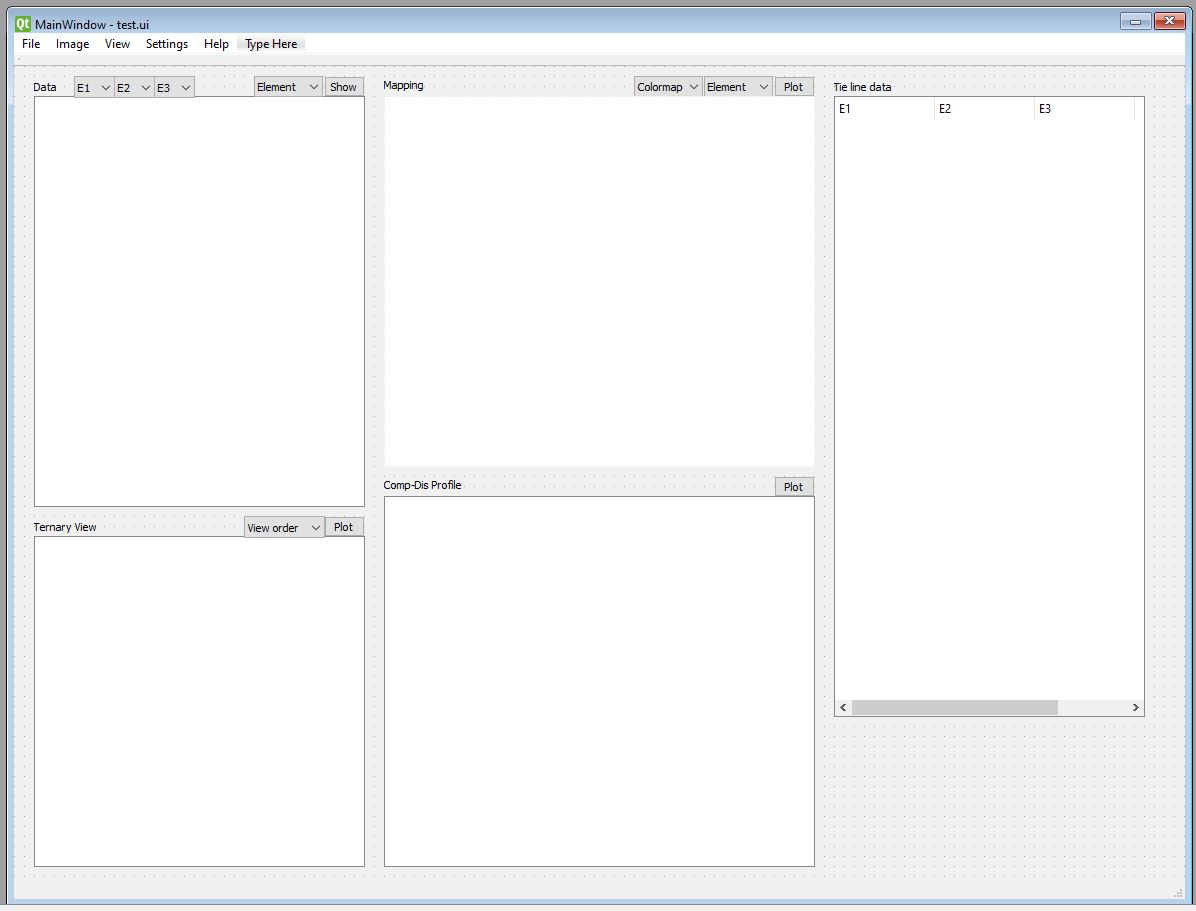 Qt MainWindow - test.ui
File Image View Settings Help Type Here
Data E1 E2 E3 Element Show
Mapping Colormap Element Plot
Tie line data
E1 E2 E3
Comp-Dis Profile Plot
Ternary View View order Plot